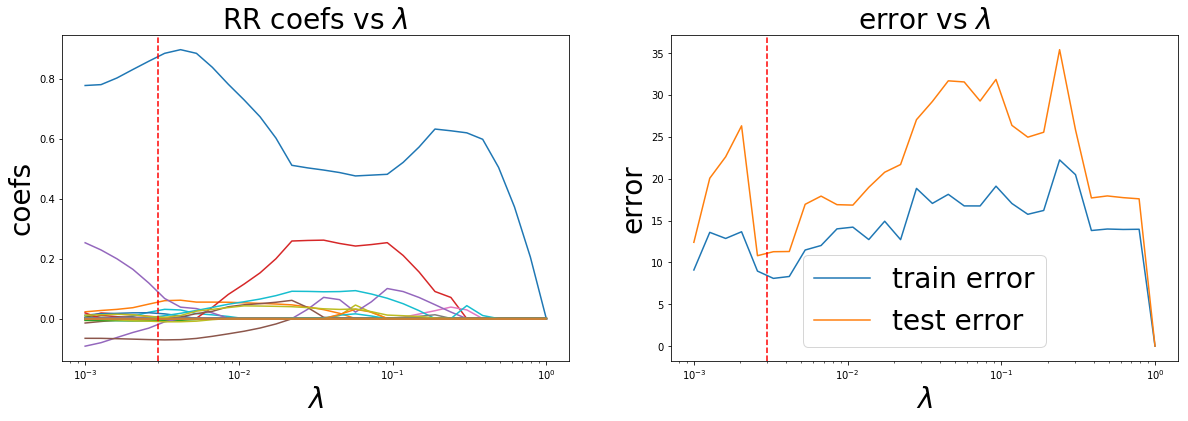 RR coefs vs λ
coefs
0.8
0.6
0.4
0.2
0.0
10⁻³
10⁻²
10⁻¹
10⁰
λ
error vs λ
error
35
30
25
20
15
10
5
0
train error
test error
10⁻³
10⁻²
10⁻¹
10⁰
λ